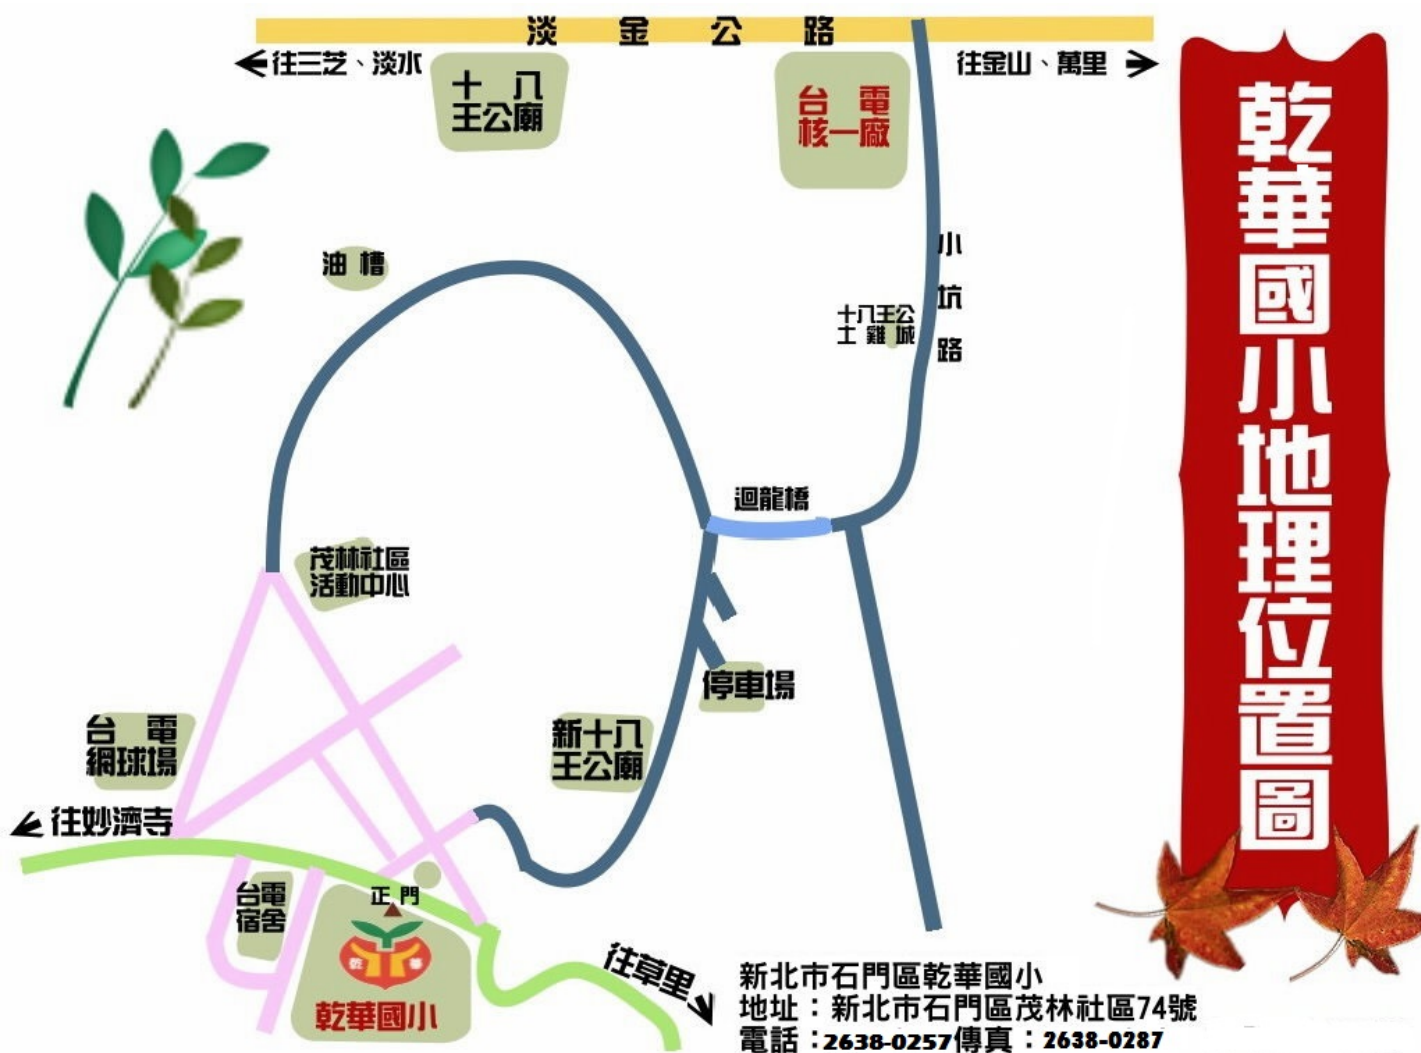 淡金公路
往三芝、淡水
往金山、萬里
十八
王公廟
台電
核一廠
小坑路
油槽
十八王公
土雞城
迴龍橋
茂林社區
活動中心
停車場
台電
網球場
新十八
王公廟
往妙濟寺
台電
宿舍
正門
乾華
乾華國小
往草里
乾華國小地理位置圖
新北市石門區乾華國小
地址：新北市石門區茂林社區74號
電話：2638-0257傳真：2638-0287